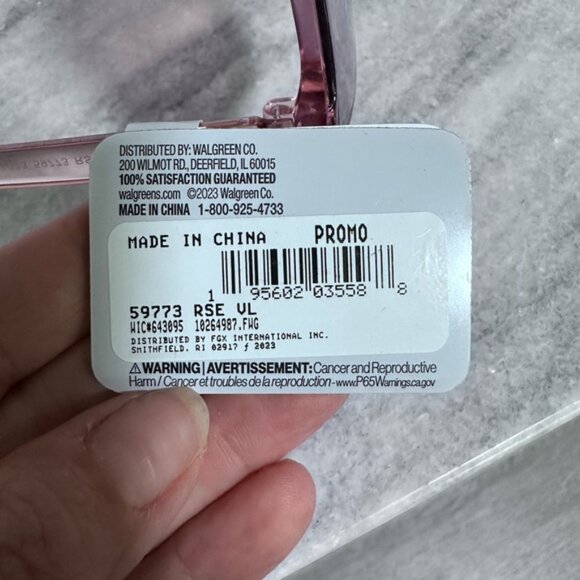 59773 RS
DISTRIBUTED BY: WALGREEN CO.
200 WILMOT RD., DEERFIELD, IL 60015
100% SATISFACTION GUARANTEED
walgreens.com ©2023 Walgreen Co.
MADE IN CHINA 1-800-925-4733
MADE IN CHINA PROMO
1 95602 03558 8
59773 RSE VL
WIC#643095 10264987.FWG
DISTRIBUTED BY FGX INTERNATIONAL INC.
SMITHFIELD, RI 02917 ƒ 2023
⚠WARNING | AVERTISSEMENT: Cancer and Reproductive
Harm / Cancer et troubles de la reproduction - www.P65Warnings.ca.gov